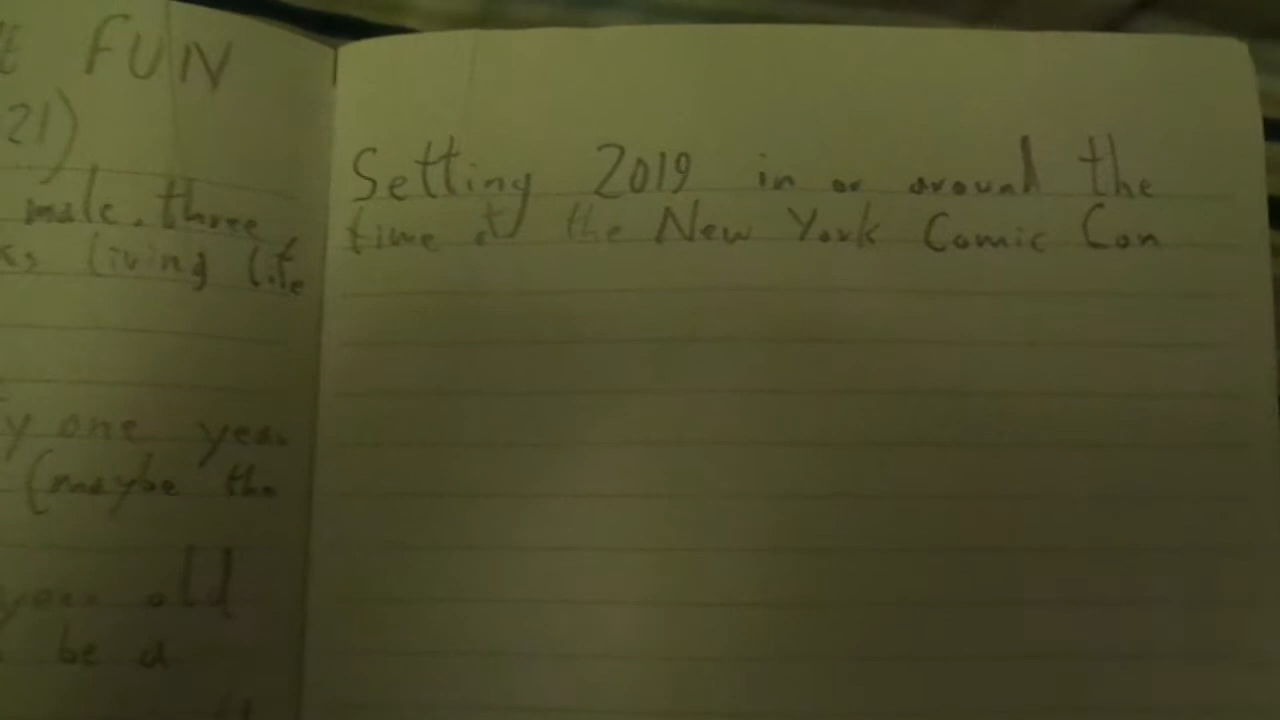 FUN
21)
male. three
living life
y one year
(maybe the
years old
be a
Setting 2019 in or around the
time of the New York Comic Con